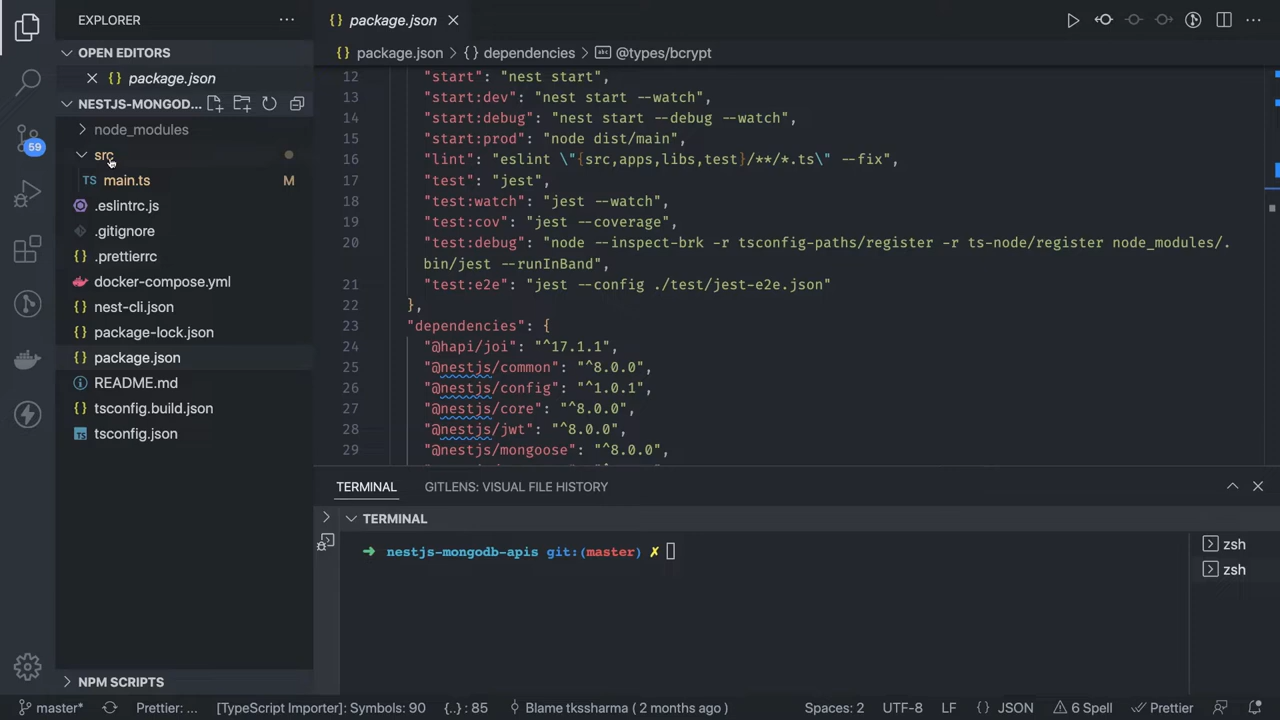 EXPLORER
OPEN EDITORS
package.json
NESTJS-MONGOD...
node_modules
src
TS main.ts M
.eslintrc.js
.gitignore
.prettierrc
docker-compose.yml
nest-cli.json
package-lock.json
package.json
README.md
tsconfig.build.json
tsconfig.json
NPM SCRIPTS
59
{} package.json
{} package.json > {} dependencies > abc @types/bcrypt
12 "start": "nest start",
13 "start:dev": "nest start --watch",
14 "start:debug": "nest start --debug --watch",
15 "start:prod": "node dist/main",
16 "lint": "eslint \"{src,apps,libs,test}/**/*.ts\" --fix",
17 "test": "jest",
18 "test:watch": "jest --watch",
19 "test:cov": "jest --coverage",
20 "test:debug": "node --inspect-brk -r tsconfig-paths/register -r ts-node/register node_modules/.
bin/jest --runInBand",
21 "test:e2e": "jest --config ./test/jest-e2e.json"
22 },
23 "dependencies": {
24 "@hapi/joi": "^17.1.1",
25 "@nestjs/common": "^8.0.0",
26 "@nestjs/config": "^1.0.1",
27 "@nestjs/core": "^8.0.0",
28 "@nestjs/jwt": "^8.0.0",
29 "@nestjs/mongoose": "^8.0.0",
TERMINAL GITLENS: VISUAL FILE HISTORY
TERMINAL
➜ nestjs-mongodb-apis git:(master) ✗
zsh
zsh
master* Prettier: ... [TypeScript Importer]: Symbols: 90 {..} : 85 Blame tkssharma ( 2 months ago ) Spaces: 2 UTF-8 LF {} JSON 6 Spell Prettier